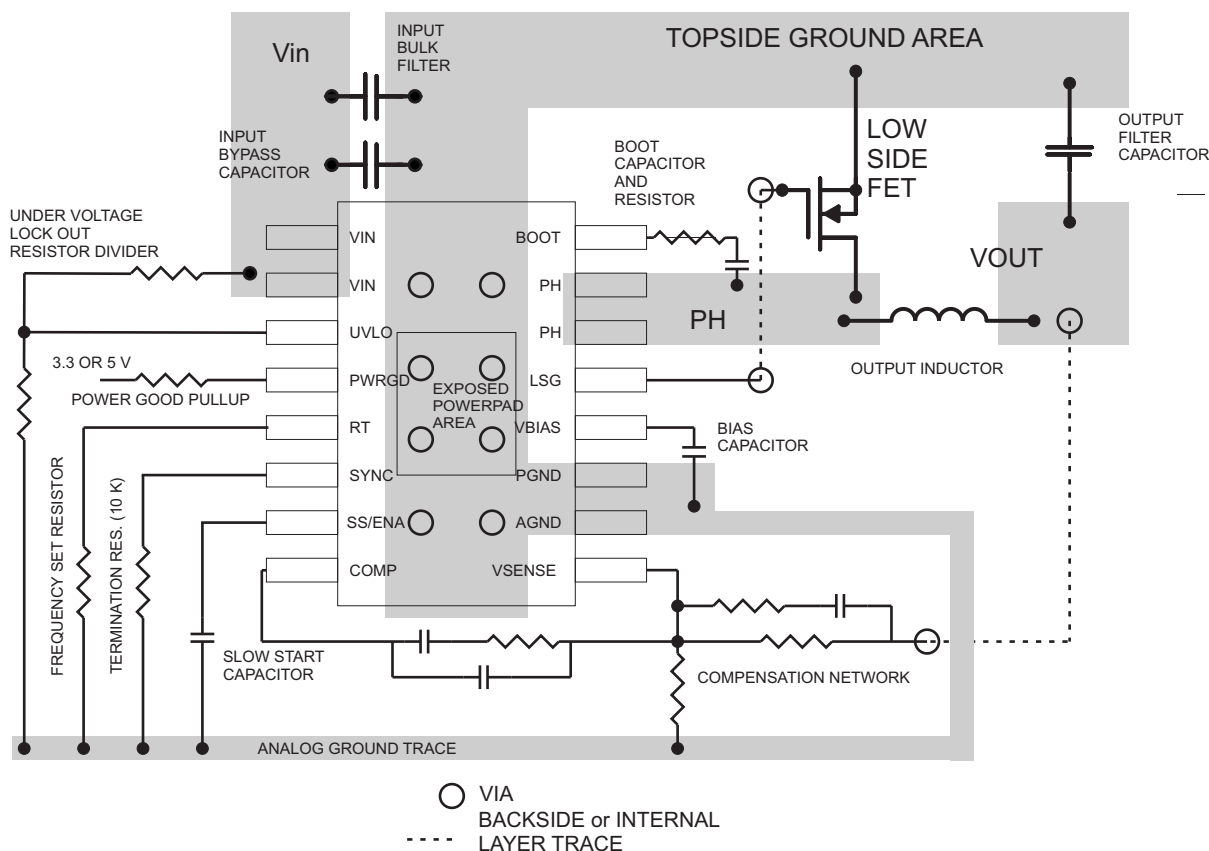 Vin
INPUT
BULK
FILTER
TOPSIDE GROUND AREA
INPUT
BYPASS
CAPACITOR
BOOT
CAPACITOR
AND
RESISTOR
LOW
SIDE
FET
OUTPUT
FILTER
CAPACITOR
UNDER VOLTAGE
LOCK OUT
RESISTOR DIVIDER
VIN
BOOT
VOUT
VIN
PH
PH
UVLO
PH
3.3 OR 5 V
POWER GOOD PULLUP
PWRGD
EXPOSED
POWERPAD
AREA
LSG
OUTPUT INDUCTOR
RT
VBIAS
BIAS
CAPACITOR
SYNC
PGND
SS/ENA
AGND
COMP
VSENSE
FREQUENCY SET RESISTOR
TERMINATION RES. (10 K)
SLOW START
CAPACITOR
COMPENSATION NETWORK
ANALOG GROUND TRACE
VIA
BACKSIDE or INTERNAL
LAYER TRACE